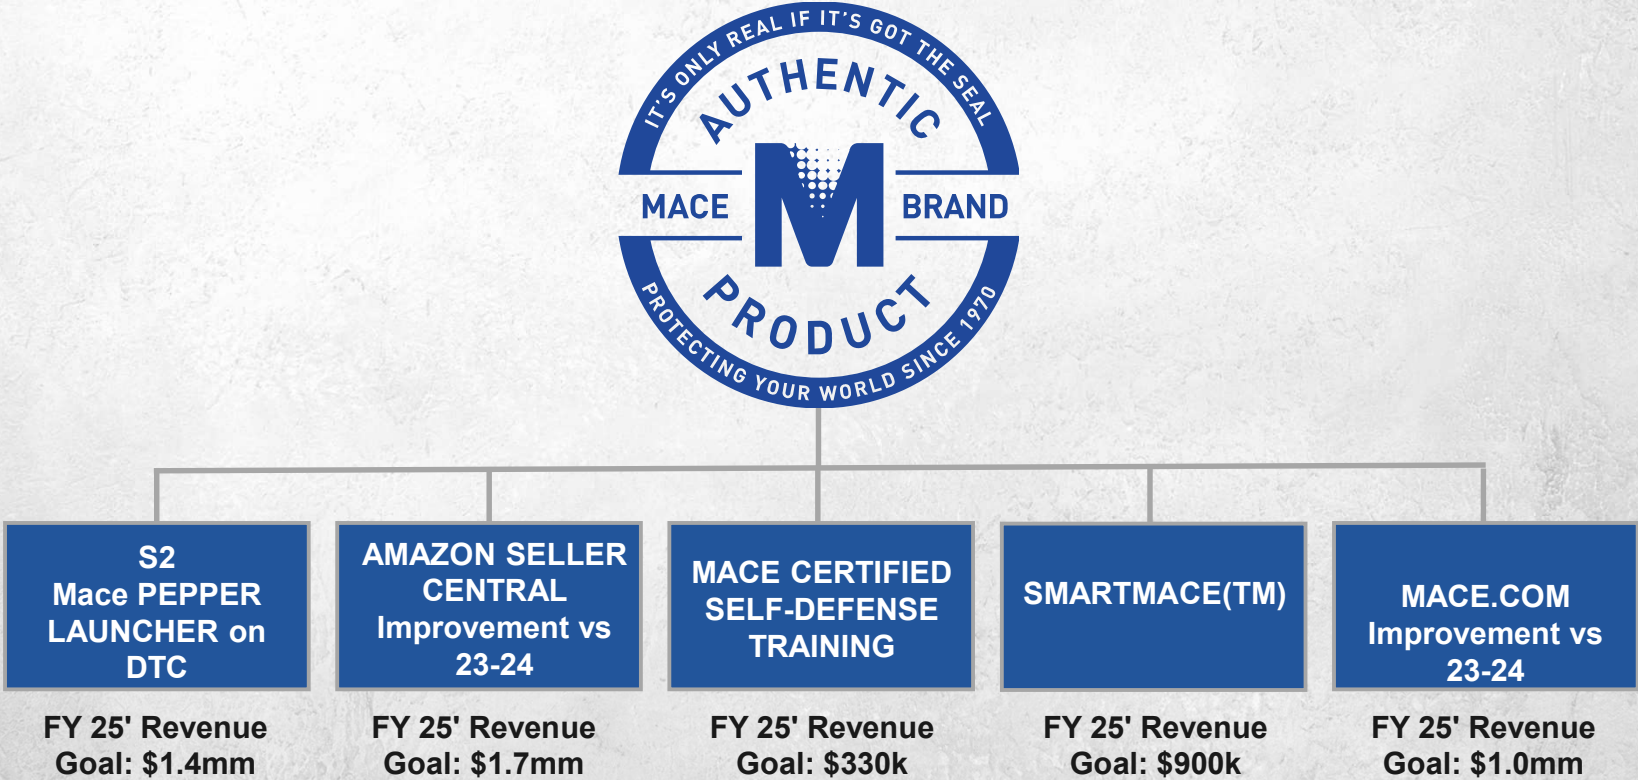 IT'S ONLY REAL IF IT'S GOT THE SEAL
AUTHENTIC
MACE M BRAND
PRODUCT
PROTECTING YOUR WORLD SINCE 1970
S2
Mace PEPPER
LAUNCHER on
DTC
FY 25' Revenue
Goal: $1.4mm
AMAZON SELLER
CENTRAL
Improvement vs
23-24
FY 25' Revenue
Goal: $1.7mm
MACE CERTIFIED
SELF-DEFENSE
TRAINING
FY 25' Revenue
Goal: $330k
SMARTMACE(TM)
FY 25' Revenue
Goal: $900k
MACE.COM
Improvement vs
23-24
FY 25' Revenue
Goal: $1.0mm